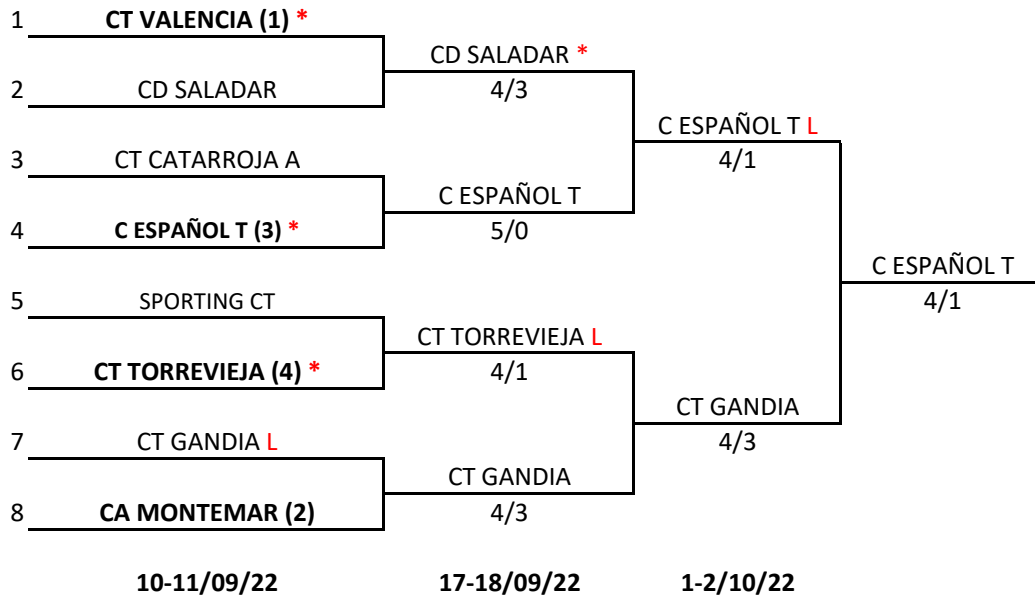 1 CT VALENCIA (1) *
CD SALADAR *
2 CD SALADAR
4/3
C ESPAÑOL T L
3 CT CATARROJA A
4/1
C ESPAÑOL T
4 C ESPAÑOL T (3) *
5/0
C ESPAÑOL T
5 SPORTING CT
4/1
CT TORREVIEJA L
6 CT TORREVIEJA (4) *
4/1
CT GANDIA
7 CT GANDIA L
4/3
CT GANDIA
8 CA MONTEMAR (2)
4/3
10-11/09/22 17-18/09/22 1-2/10/22